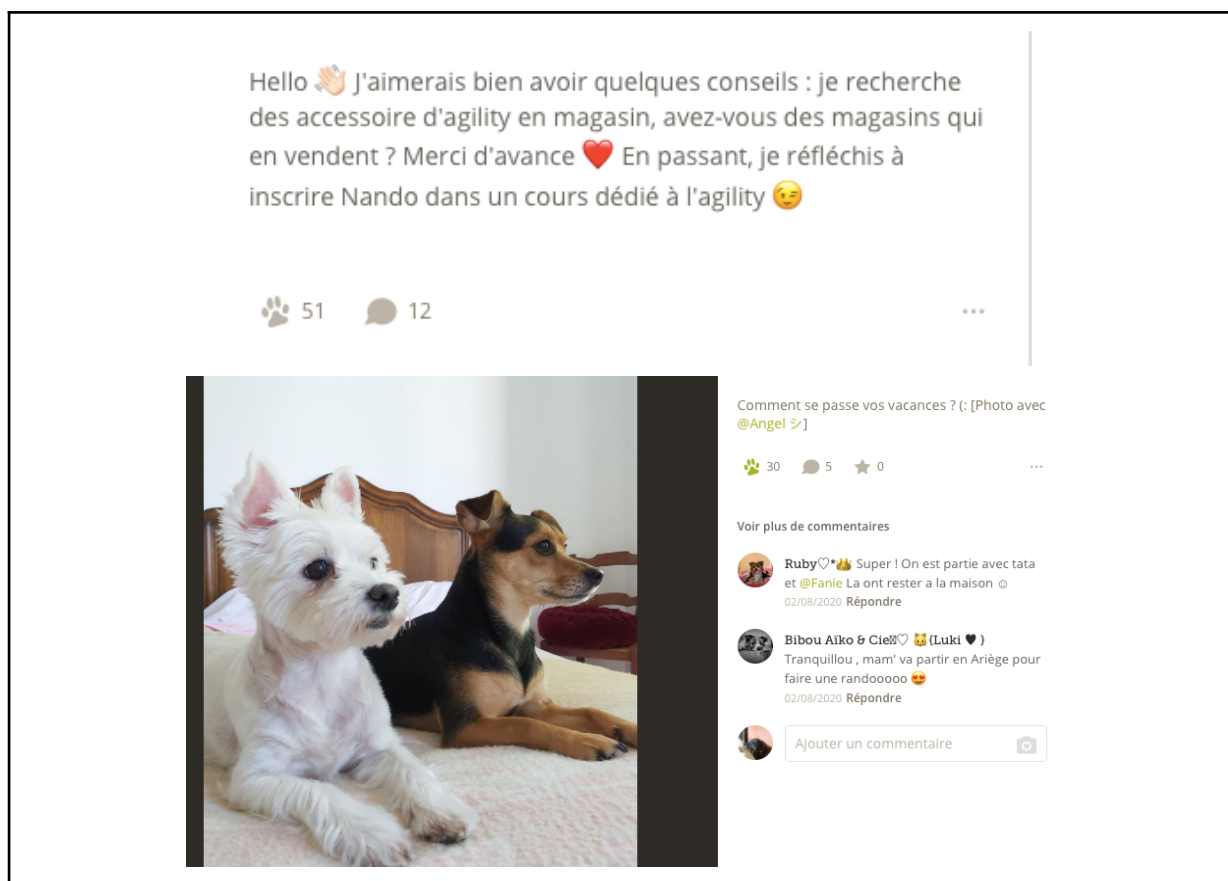 Hello 👋🏻 J'aimerais bien avoir quelques conseils : je recherche
des accessoire d'agility en magasin, avez-vous des magasins qui
en vendent ? Merci d'avance ❤️ En passant, je réfléchis à
inscrire Nando dans un cours dédié à l'agility 😉
51 12 ...
Comment se passe vos vacances ? (: [Photo avec
@Angel シ]
30 5 0 ...
Voir plus de commentaires
Ruby♡*👑 Super ! On est partie avec tata
et @Fanie La ont rester a la maison ☺
02/08/2020 Répondre
Bibou Aïko & Cie♡ 🐱{Luki ♥ }
Tranquillou , mam' va partir en Ariège pour
faire une randooooo 😍
02/08/2020 Répondre
Ajouter un commentaire